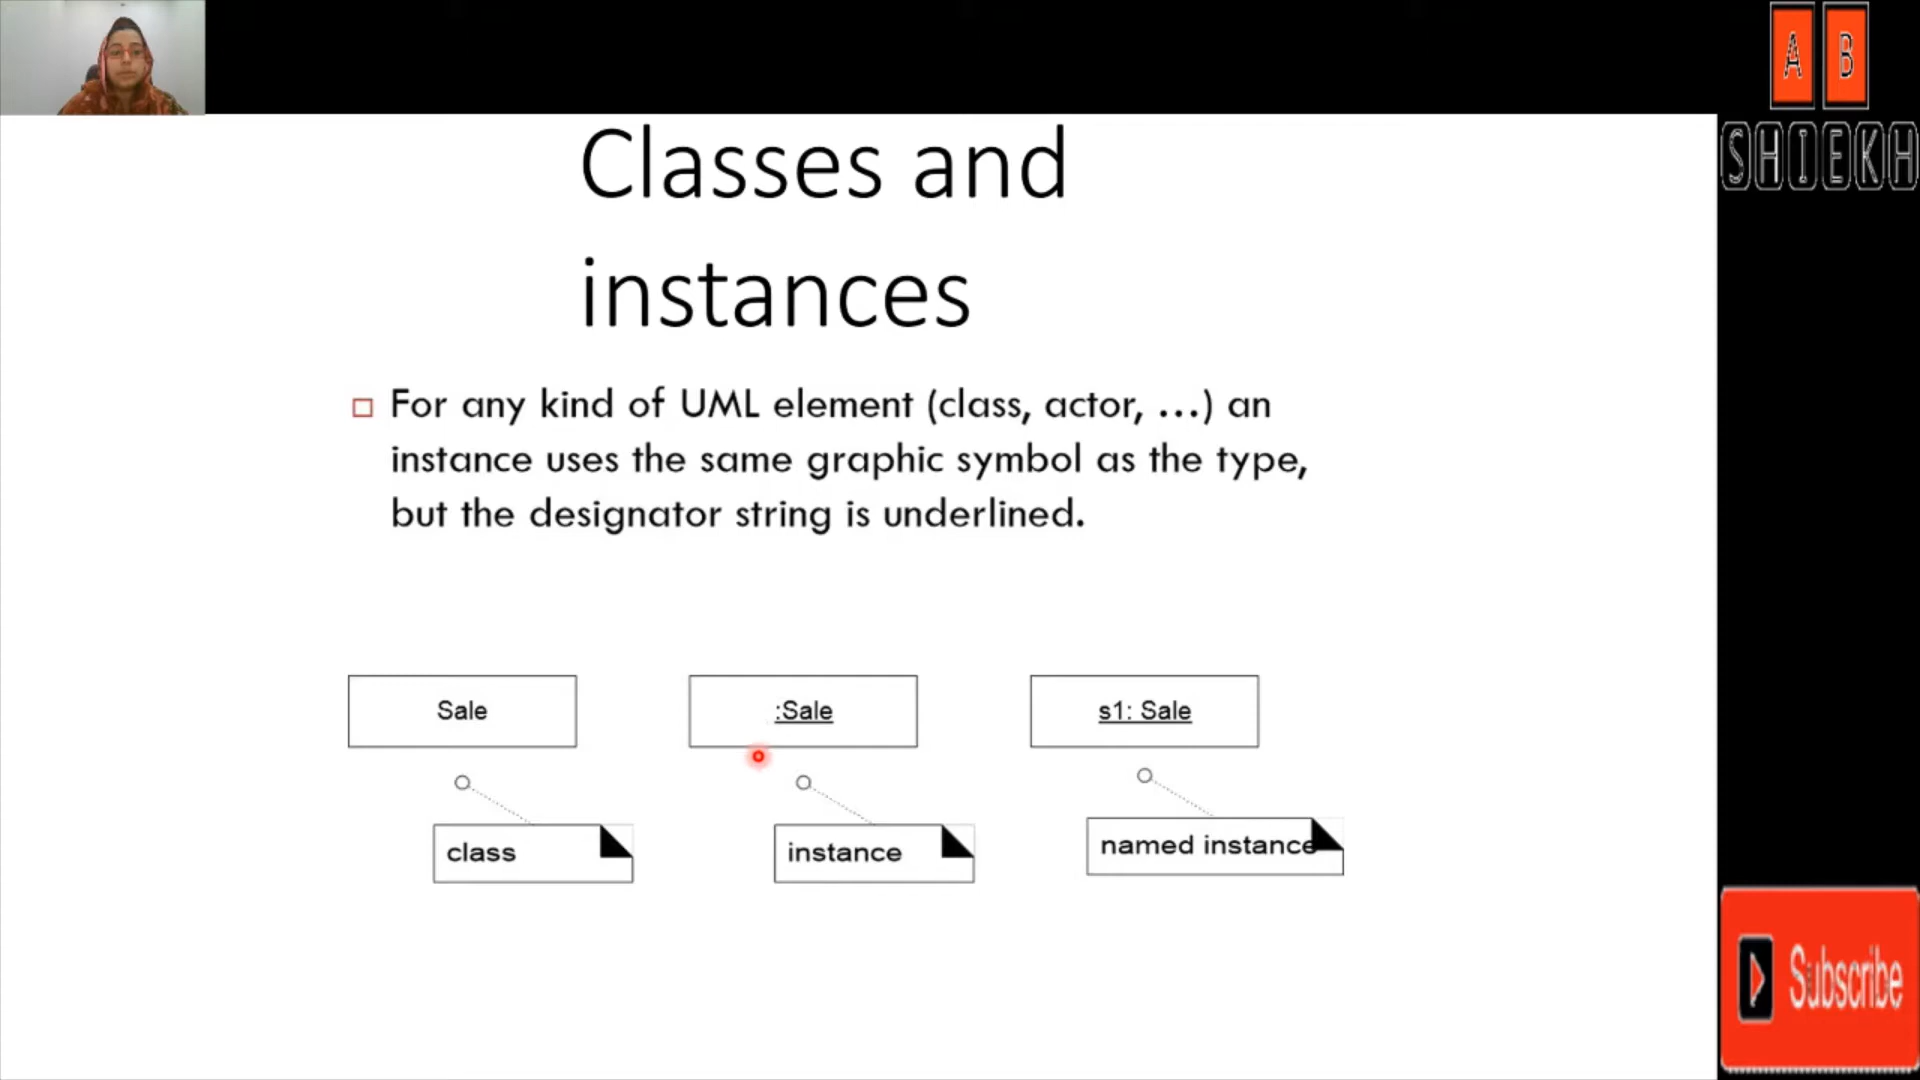 A B
SHIEKH
Classes and
instances
For any kind of UML element (class, actor, ...) an
instance uses the same graphic symbol as the type,
but the designator string is underlined.
Sale
:Sale
s1: Sale
class
instance
named instance
Subscribe